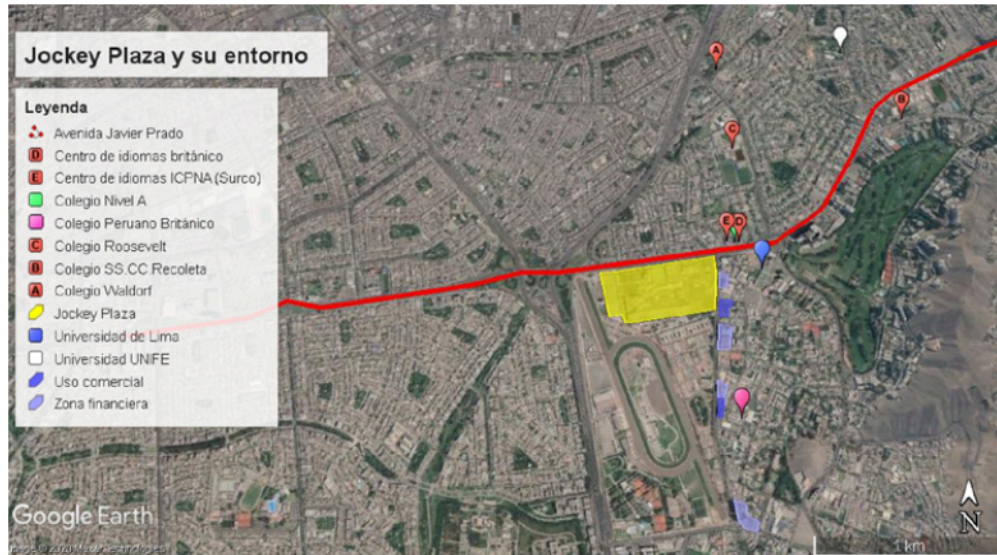 Jockey Plaza y su entorno
Leyenda
Avenida Javier Prado
D Centro de idiomas británico
E Centro de idiomas ICPNA (Surco)
Colegio Nivel A
Colegio Peruano Británico
C Colegio Roosevelt
B Colegio SS.CC.Recoleta
A Colegio Waldorf
Jockey Plaza
Universidad de Lima
Universidad UNIFE
Uso comercial
Zona financiera
A
B
C
E D
Google Earth
N
1 km